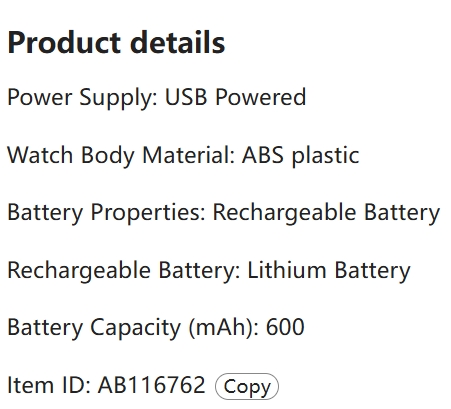 Product details
Power Supply: USB Powered
Watch Body Material: ABS plastic
Battery Properties: Rechargeable Battery
Rechargeable Battery: Lithium Battery
Battery Capacity (mAh): 600
Item ID: AB116762 Copy